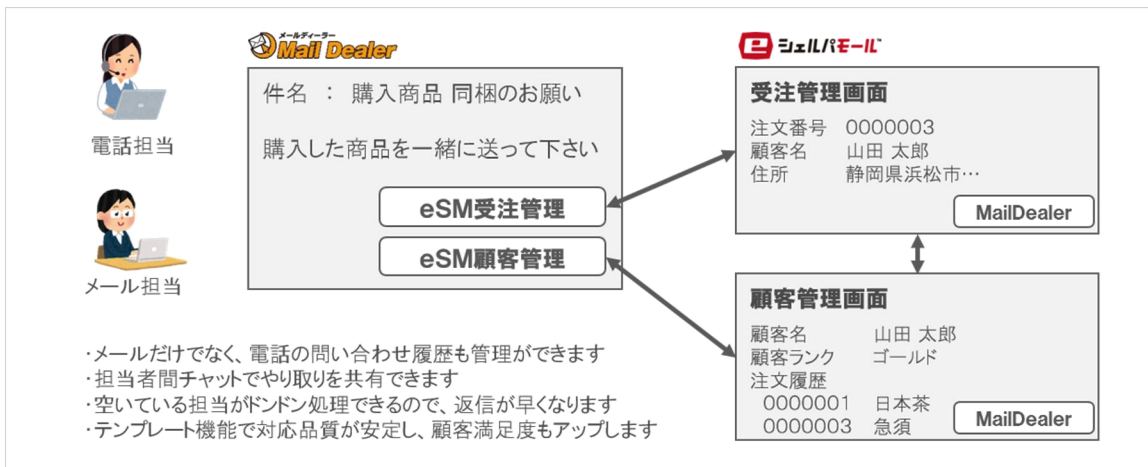 電話担当
メール担当
メールディーラー
Mail Dealer
件名 ： 購入商品 同梱のお願い
購入した商品を一緒に送って下さい
eSM受注管理
eSM顧客管理
e シェルパモール™
受注管理画面
注文番号 0000003
顧客名 山田 太郎
住所 静岡県浜松市…
MailDealer
顧客管理画面
顧客名 山田 太郎
顧客ランク ゴールド
注文履歴
0000001 日本茶
0000003 急須
MailDealer
・メールだけでなく、電話の問い合わせ履歴も管理ができます
・担当者間チャットでやり取りを共有できます
・空いている担当がドンドン処理できるので、返信が早くなります
・テンプレート機能で対応品質が安定し、顧客満足度もアップします